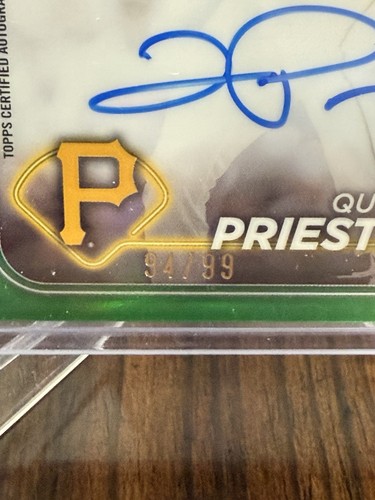 TOPPS CERTIFIED AUTOGRA
P
QU
PRIEST
94/99